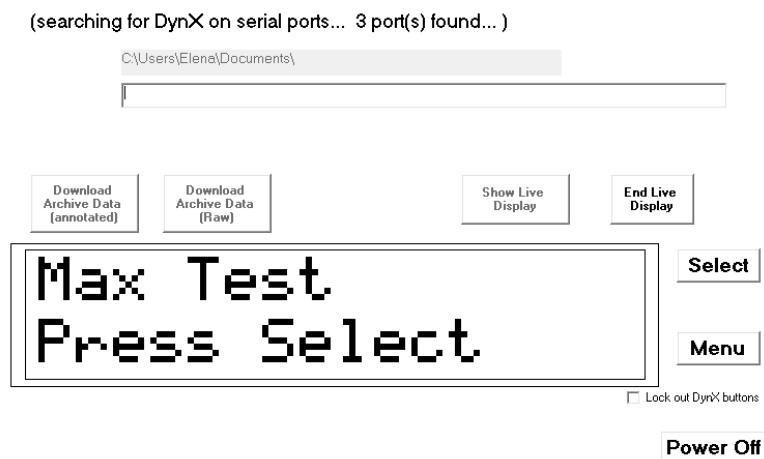 (searching for DynX on serial ports... 3 port(s) found... )
C:\Users\Elena\Documents\
Download
Archive Data
(annotated)
Download
Archive Data
(Raw)
Show Live
Display
End Live
Display
Max Test
Press Select
Select
Menu
Lock out DynX buttons
Power Off